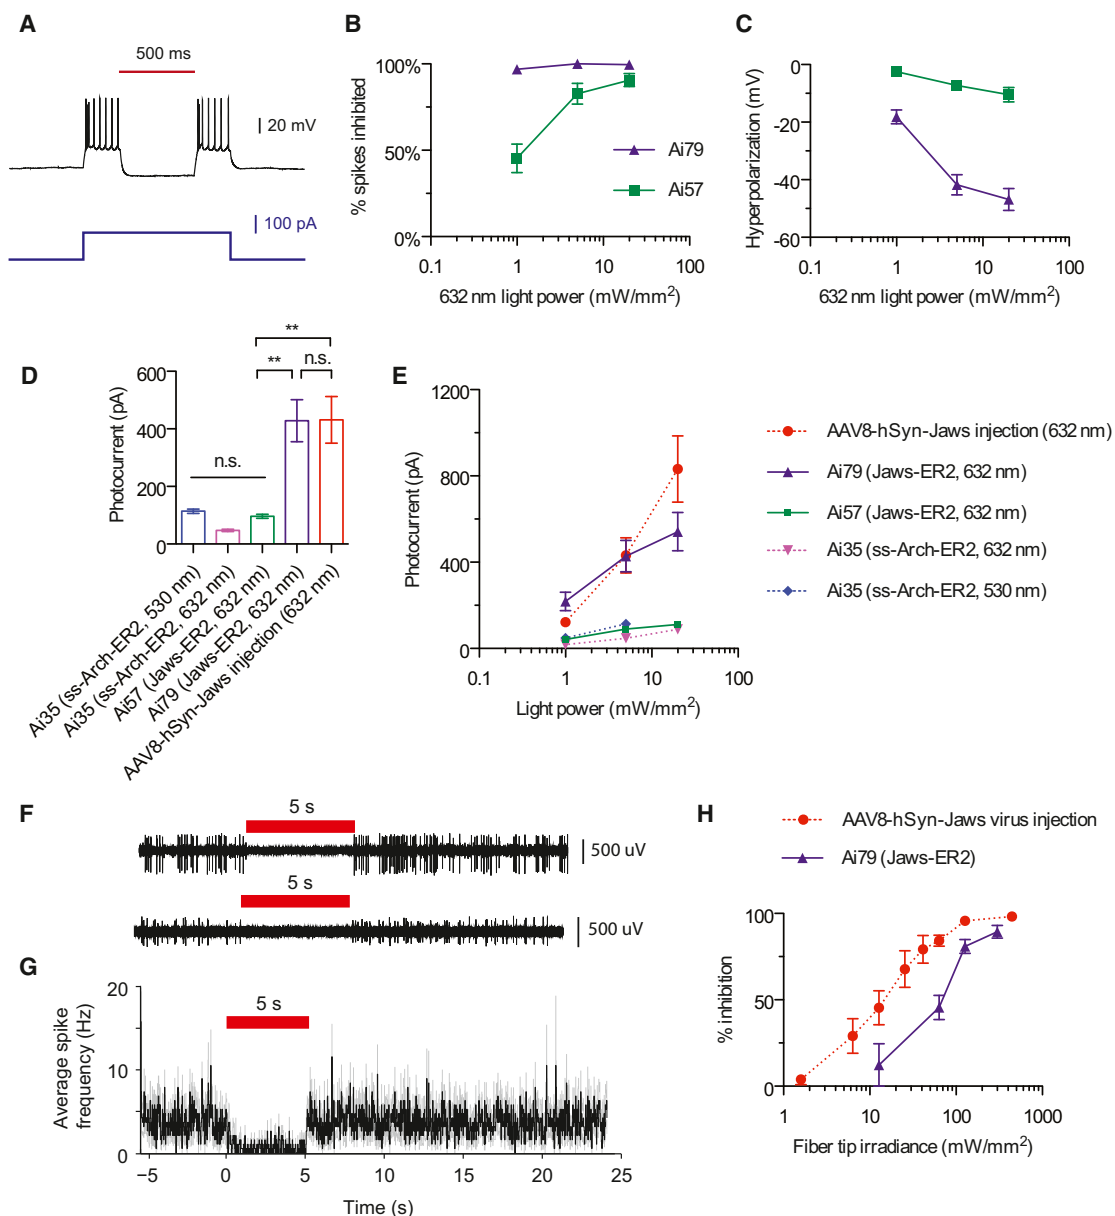 A
500 ms
20 mV
100 pA
B
% spikes inhibited
100%
50%
0%
0.1
1
10
100
632 nm light power (mW/mm²)
Ai79
Ai57
C
Hyperpolarization (mV)
0
-20
-40
-60
0.1
1
10
100
632 nm light power (mW/mm²)
D
Photocurrent (pA)
600
400
200
0
n.s.
**
**
n.s.
Ai35 (ss-Arch-ER2, 530 nm)
Ai35 (ss-Arch-ER2, 632 nm)
Ai57 (Jaws-ER2, 632 nm)
Ai79 (Jaws-ER2, 632 nm)
AAV8-hSyn-Jaws injection (632 nm)
E
Photocurrent (pA)
1200
800
400
0
0.1
1
10
100
Light power (mW/mm²)
AAV8-hSyn-Jaws injection (632 nm)
Ai79 (Jaws-ER2, 632 nm)
Ai57 (Jaws-ER2, 632 nm)
Ai35 (ss-Arch-ER2, 632 nm)
Ai35 (ss-Arch-ER2, 530 nm)
F
5 s
500 uV
5 s
500 uV
G
Average spike
frequency (Hz)
20
10
0
5 s
−5
0
5
10
15
20
25
Time (s)
H
AAV8-hSyn-Jaws virus injection
Ai79 (Jaws-ER2)
% inhibition
100
50
0
1
10
100
1000
Fiber tip irradiance (mW/mm²)